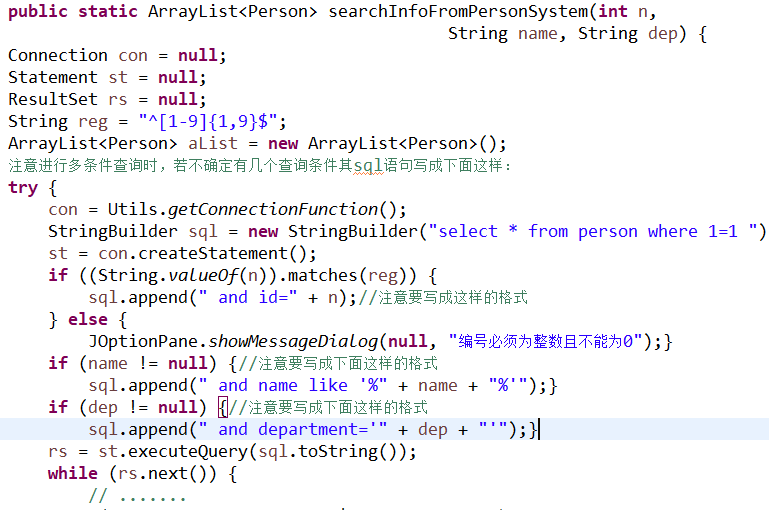 public static ArrayList<Person> searchInfoFromPersonSystem(int n,
String name, String dep) {
Connection con = null;
Statement st = null;
ResultSet rs = null;
String reg = "^[1-9]{1,9}$";
ArrayList<Person> aList = new ArrayList<Person>();
注意进行多条件查询时，若不确定有几个查询条件其sql语句写成下面这样：
try {
con = Utils.getConnectionFunction();
StringBuilder sql = new StringBuilder("select * from person where 1=1 ")
st = con.createStatement();
if ((String.valueOf(n)).matches(reg)) {
sql.append(" and id=" + n);//注意要写成这样的格式
} else {
JOptionPane.showMessageDialog(null, "编号必须为整数且不能为0");}
if (name != null) {//注意要写成下面这样的格式
sql.append(" and name like '%" + name + "%'");}
if (dep != null) {//注意要写成下面这样的格式
sql.append(" and department='" + dep + "'");}
rs = st.executeQuery(sql.toString());
while (rs.next()) {
// .......